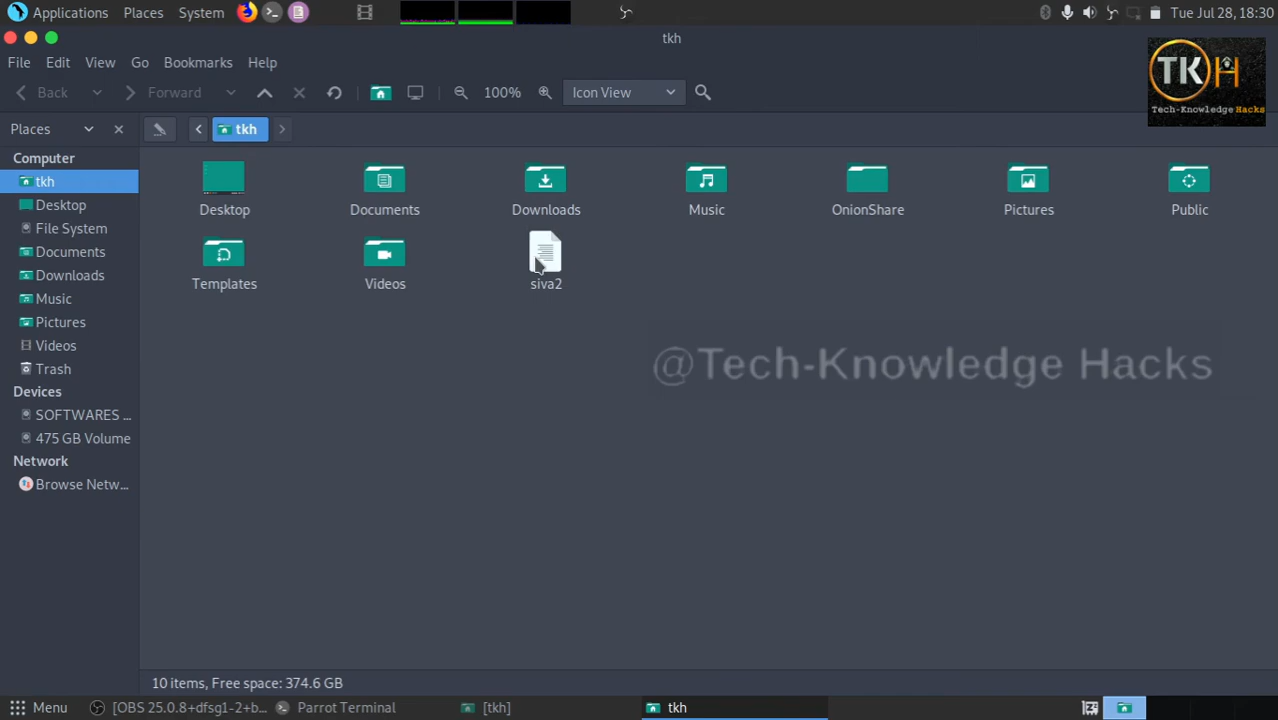 Applications Places System Tue Jul 28, 18:30
tkh
File Edit View Go Bookmarks Help
Back Forward 100% Icon View
TKH
Tech-Knowledge Hacks
Places tkh
Computer
tkh
Desktop
File System
Documents
Downloads
Music
Pictures
Videos
Trash
Devices
SOFTWARES ...
475 GB Volume
Network
Browse Netw...
Desktop Documents Downloads Music OnionShare Pictures Public
Templates Videos siva2
@Tech-Knowledge Hacks
10 items, Free space: 374.6 GB
Menu [OBS 25.0.8+dfsg1-2+b... Parrot Terminal [tkh] tkh